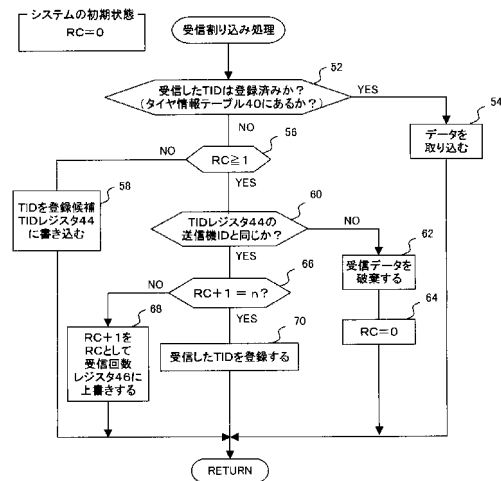 システムの初期状態
RC=0
受信割り込み処理
52
受信したTIDは登録済みか?
(タイヤ情報テーブル40にあるか?)
YES
54
データを
取り込む
NO
56
NO
RC≧1
58
YES
TIDを登録候補
TIDレジスタ44
に書き込む
60
TIDレジスタ44の
送信機IDと同じか?
NO
62
受信データを
破棄する
YES
66
64
NO
RC+1=n?
RC=0
68
YES
70
RC+1を
RCとして
受信回数
レジスタ46に
上書きする
受信したTIDを登録する
RETURN